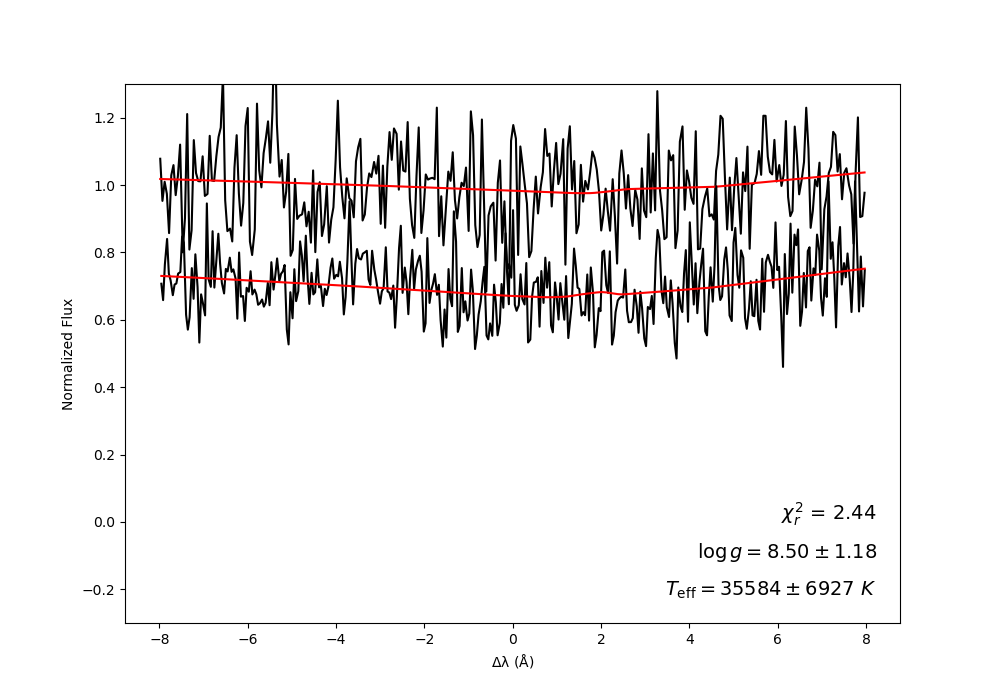 1.2
1.0
0.8
0.6
0.4
0.2
0.0
−0.2
Normalized Flux
χ²ᵣ = 2.44
log g = 8.50 ± 1.18
T_eff = 35584 ± 6927 K
−8 −6 −4 −2 0 2 4 6 8
Δλ (Å)